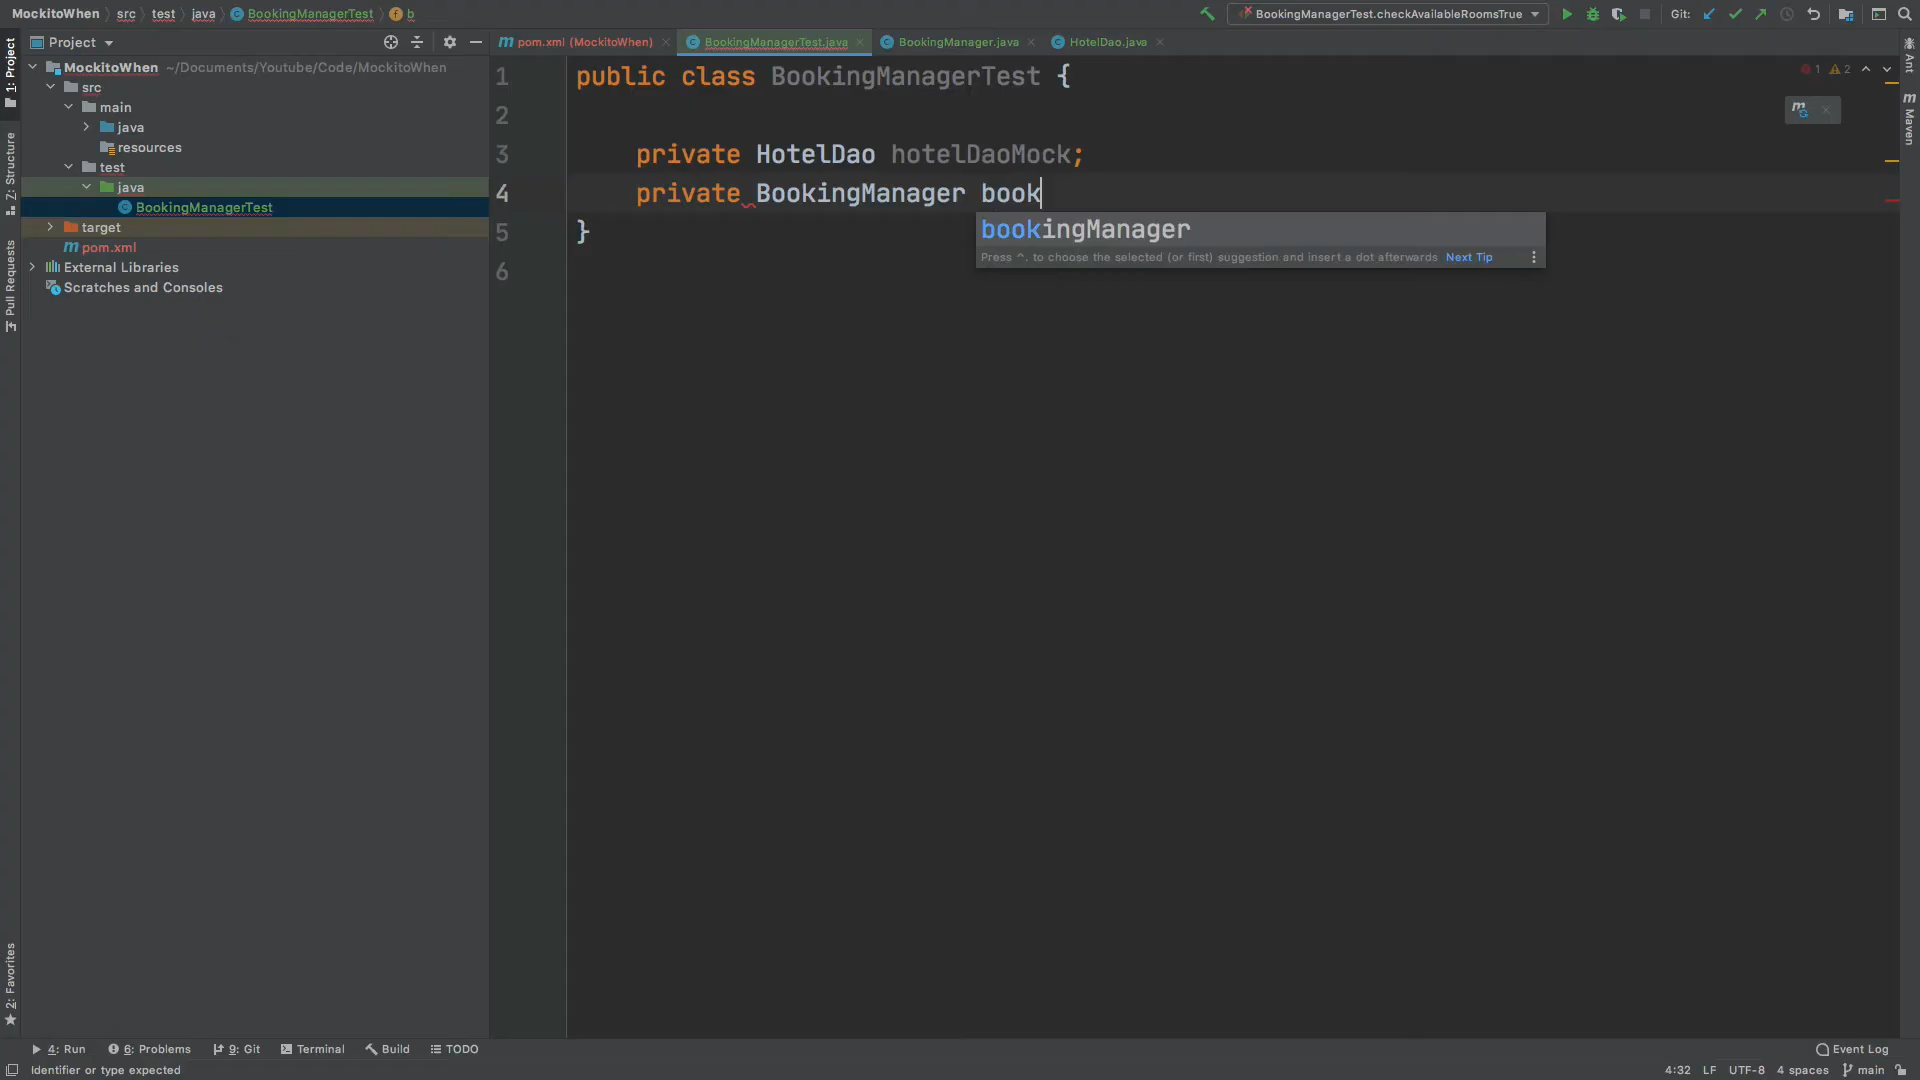 MockitoWhen src test java BookingManagerTest b
BookingManagerTest.checkAvailableRoomsTrue
Git:
1: Project
Z: Structure
Pull Requests
2: Favorites
Project
MockitoWhen ~/Documents/Youtube/Code/MockitoWhen
src
main
java
resources
test
java
BookingManagerTest
target
pom.xml
External Libraries
Scratches and Consoles
pom.xml (MockitoWhen) BookingManagerTest.java BookingManager.java HotelDao.java
1 public class BookingManagerTest {
2
3 private HotelDao hotelDaoMock;
4 private BookingManager book
5 }
6
bookingManager
Press ^. to choose the selected (or first) suggestion and insert a dot afterwards Next Tip
1 2
Ant
Maven
4: Run 6: Problems 9: Git Terminal Build TODO
Event Log
Identifier or type expected
4:32 LF UTF-8 4 spaces main